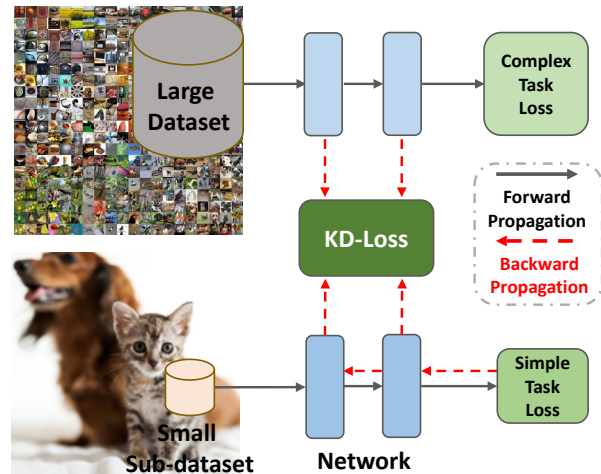 Large
Dataset
Complex
Task
Loss
Forward
Propagation
Backward
Propagation
KD-Loss
Small
Sub-dataset
Network
Simple
Task
Loss